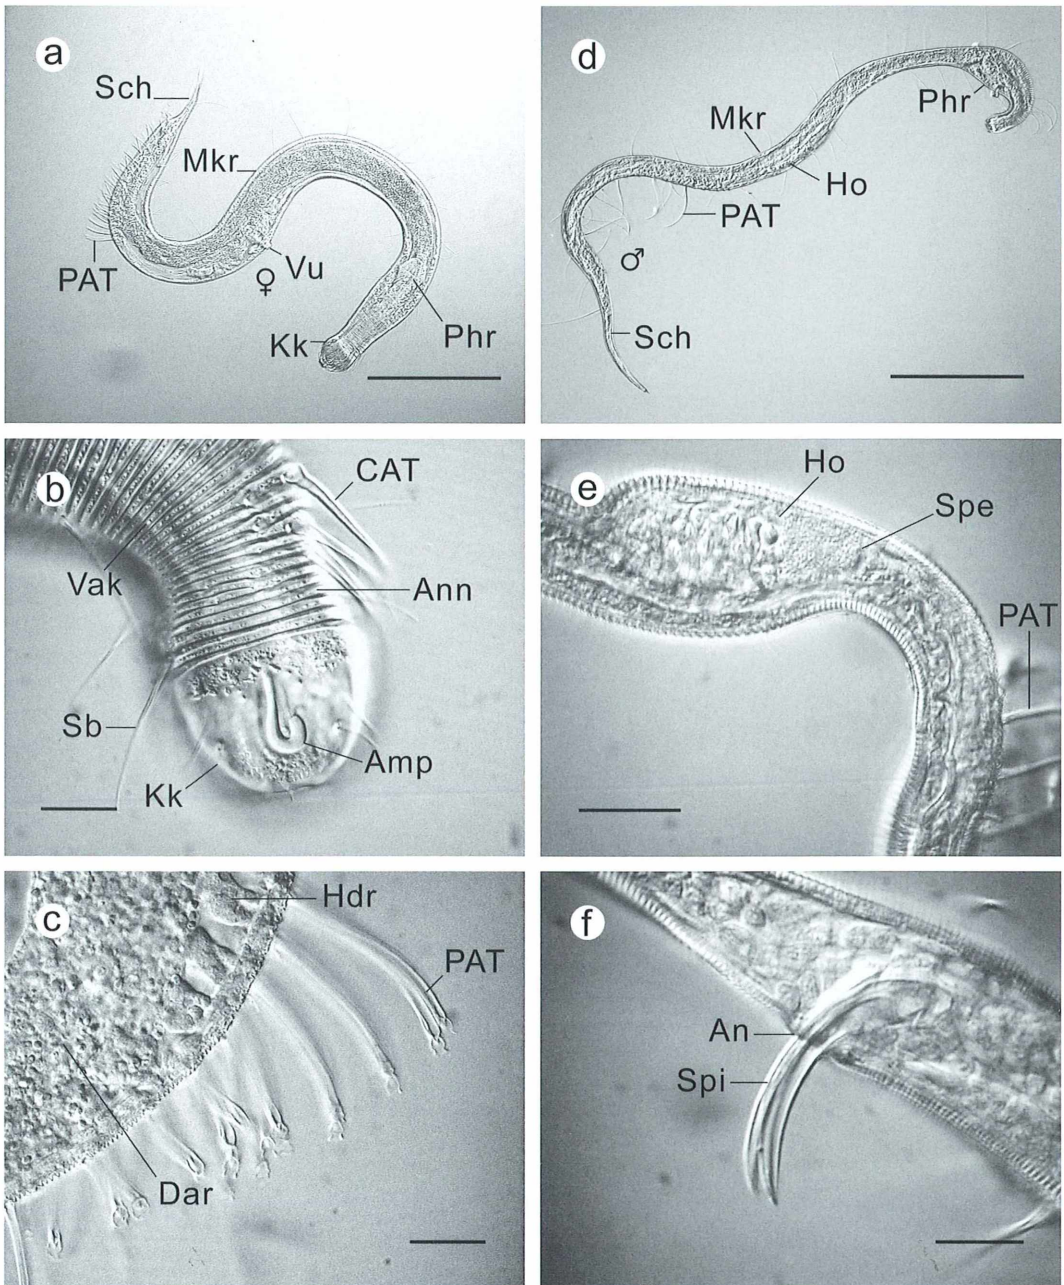 a
Sch
Mkr
PAT
♀
Vu
Kk
Phr
d
Phr
Mkr
Ho
PAT
♂
Sch
b
CAT
Vak
Ann
Sb
Amp
Kk
e
Ho
Spe
PAT
c
Hdr
PAT
Dar
f
An
Spi